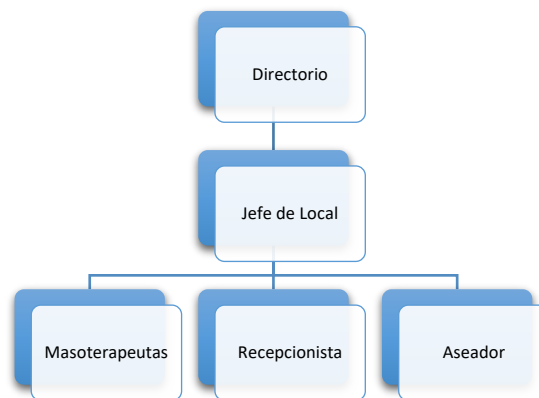 Directorio
Jefe de Local
Masoterapeutas
Recepcionista
Aseador